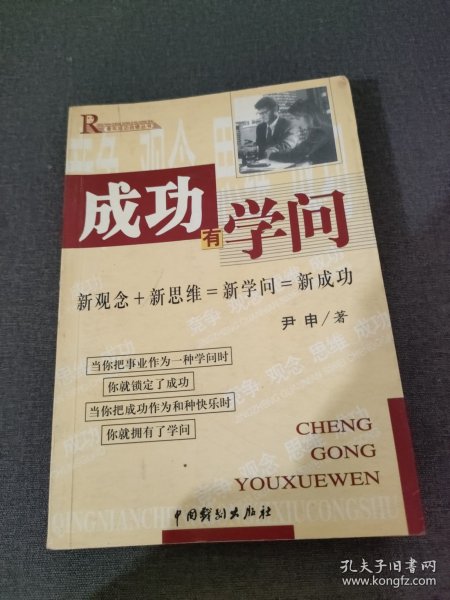 成功
有
学问
新观念+新思维=新学问=新成功
尹申/著
当你把事业作为一种学问时
你就锁定了成功
当你把成功作为和种快乐时
你就拥有了学问
CHENG
GONG
YOUXUEWEN
中国戏剧出版社
孔夫子旧书网
www.kongfz.com